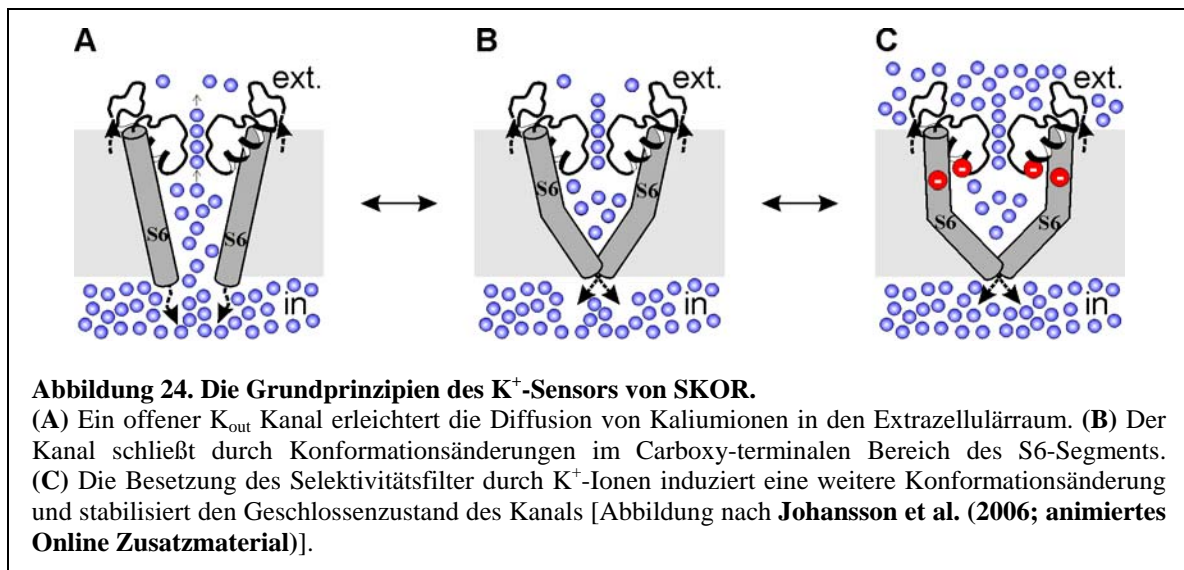 A B C
ext. ext. ext.
S6 S6 S6 S6 S6 S6
in in in
Abbildung 24. Die Grundprinzipien des K⁺-Sensors von SKOR.
(A) Ein offener Kout Kanal erleichtert die Diffusion von Kaliumionen in den Extrazellulärraum. (B) Der
Kanal schließt durch Konformationsänderungen im Carboxy-terminalen Bereich des S6-Segments.
(C) Die Besetzung des Selektivitätsfilter durch K⁺-Ionen induziert eine weitere Konformationsänderung
und stabilisiert den Geschlossenzustand des Kanals [Abbildung nach Johansson et al. (2006; animiertes
Online Zusatzmaterial)].